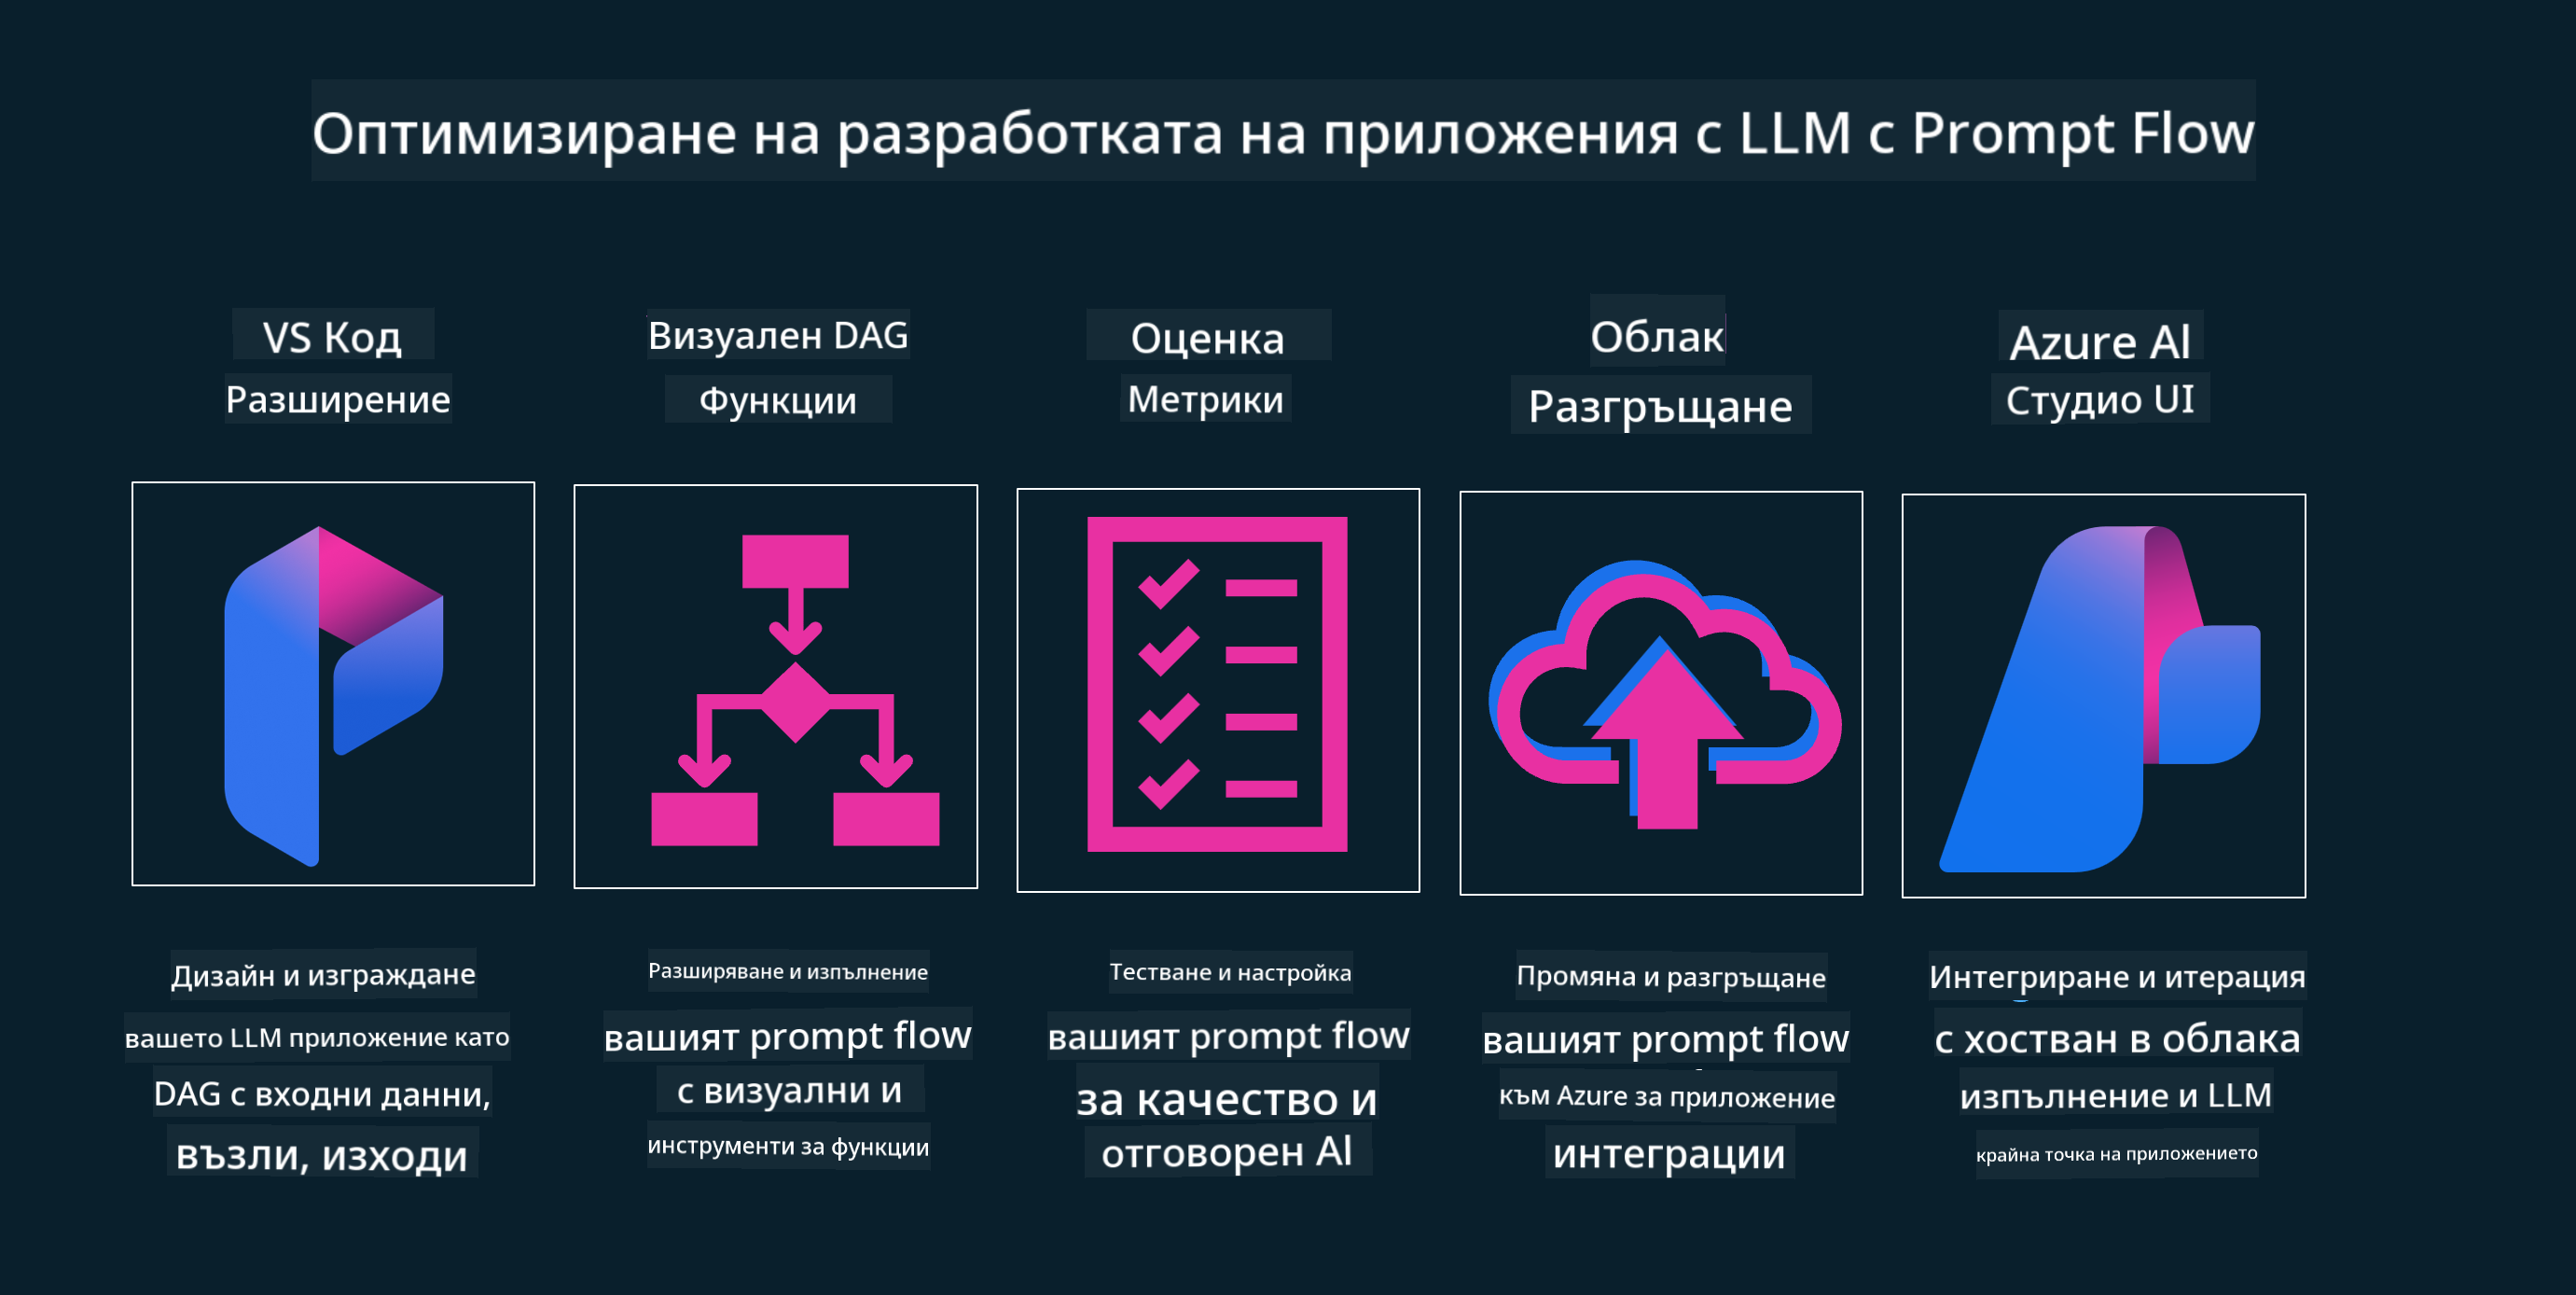 Оптимизиране на разработката на приложения с LLM с Prompt Flow
VS Код
Разширение
Визуален DAG
Функции
Оценка
Метрики
Облак
Разгръщане
Azure Al
Студио UI
Дизайн и изграждане
вашето LLM приложение като
DAG с входни данни,
възли, изходи
Разширяване и изпълнение
вашият prompt flow
с визуални и
инструменти за функции
Тестване и настройка
вашият prompt flow
за качество и
отговорен Al
Промяна и разгръщане
вашият prompt flow
към Azure за приложение
интеграции
Интегриране и итерация
с хостван в облака
изпълнение и LLM
крайна точка на приложението